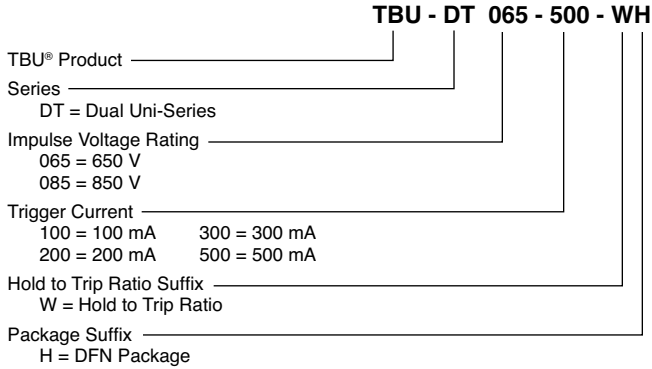 TBU - DT 065 - 500 - WH
TBU® Product
Series
DT = Dual Uni-Series
Impulse Voltage Rating
065 = 650 V
085 = 850 V
Trigger Current
100 = 100 mA 300 = 300 mA
200 = 200 mA 500 = 500 mA
Hold to Trip Ratio Suffix
W = Hold to Trip Ratio
Package Suffix
H = DFN Package